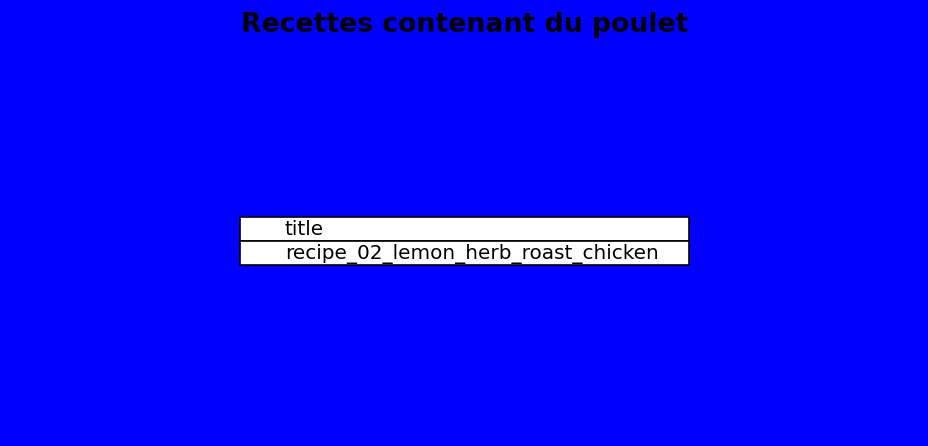 Recettes contenant du poulet
title
recipe_02_lemon_herb_roast_chicken